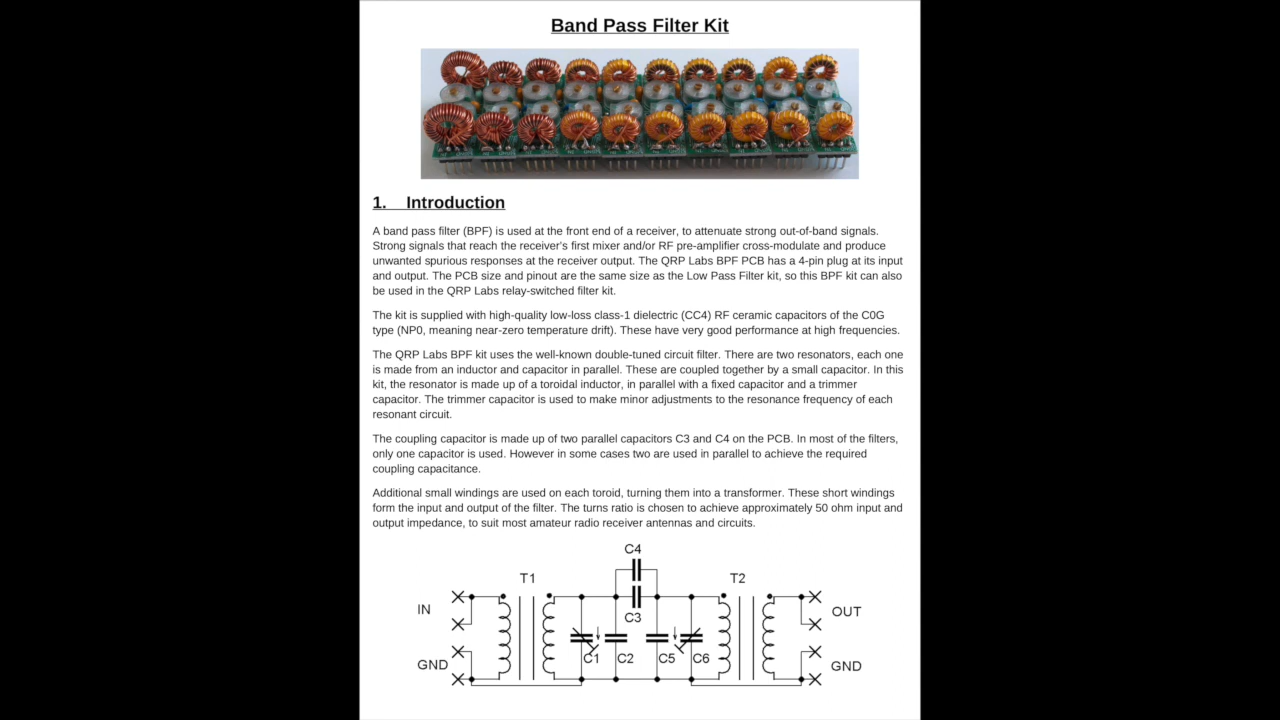 Band Pass Filter Kit
1. Introduction
A band pass filter (BPF) is used at the front end of a receiver, to attenuate strong out-of-band signals.
Strong signals that reach the receiver's first mixer and/or RF pre-amplifier cross-modulate and produce
unwanted spurious responses at the receiver output. The QRP Labs BPF PCB has a 4-pin plug at its input
and output. The PCB size and pinout are the same size as the Low Pass Filter kit, so this BPF kit can also
be used in the QRP Labs relay-switched filter kit.
The kit is supplied with high-quality low-loss class-1 dielectric (CC4) RF ceramic capacitors of the C0G
type (NP0, meaning near-zero temperature drift). These have very good performance at high frequencies.
The QRP Labs BPF kit uses the well-known double-tuned circuit filter. There are two resonators, each one
is made from an inductor and capacitor in parallel. These are coupled together by a small capacitor. In this
kit, the resonator is made up of a toroidal inductor, in parallel with a fixed capacitor and a trimmer
capacitor. The trimmer capacitor is used to make minor adjustments to the resonance frequency of each
resonant circuit.
The coupling capacitor is made up of two parallel capacitors C3 and C4 on the PCB. In most of the filters,
only one capacitor is used. However in some cases two are used in parallel to achieve the required
coupling capacitance.
Additional small windings are used on each toroid, turning them into a transformer. These short windings
form the input and output of the filter. The turns ratio is chosen to achieve approximately 50 ohm input and
output impedance, to suit most amateur radio receiver antennas and circuits.
C4
T1 T2
IN C3 OUT
C1 C2 C5 C6
GND GND